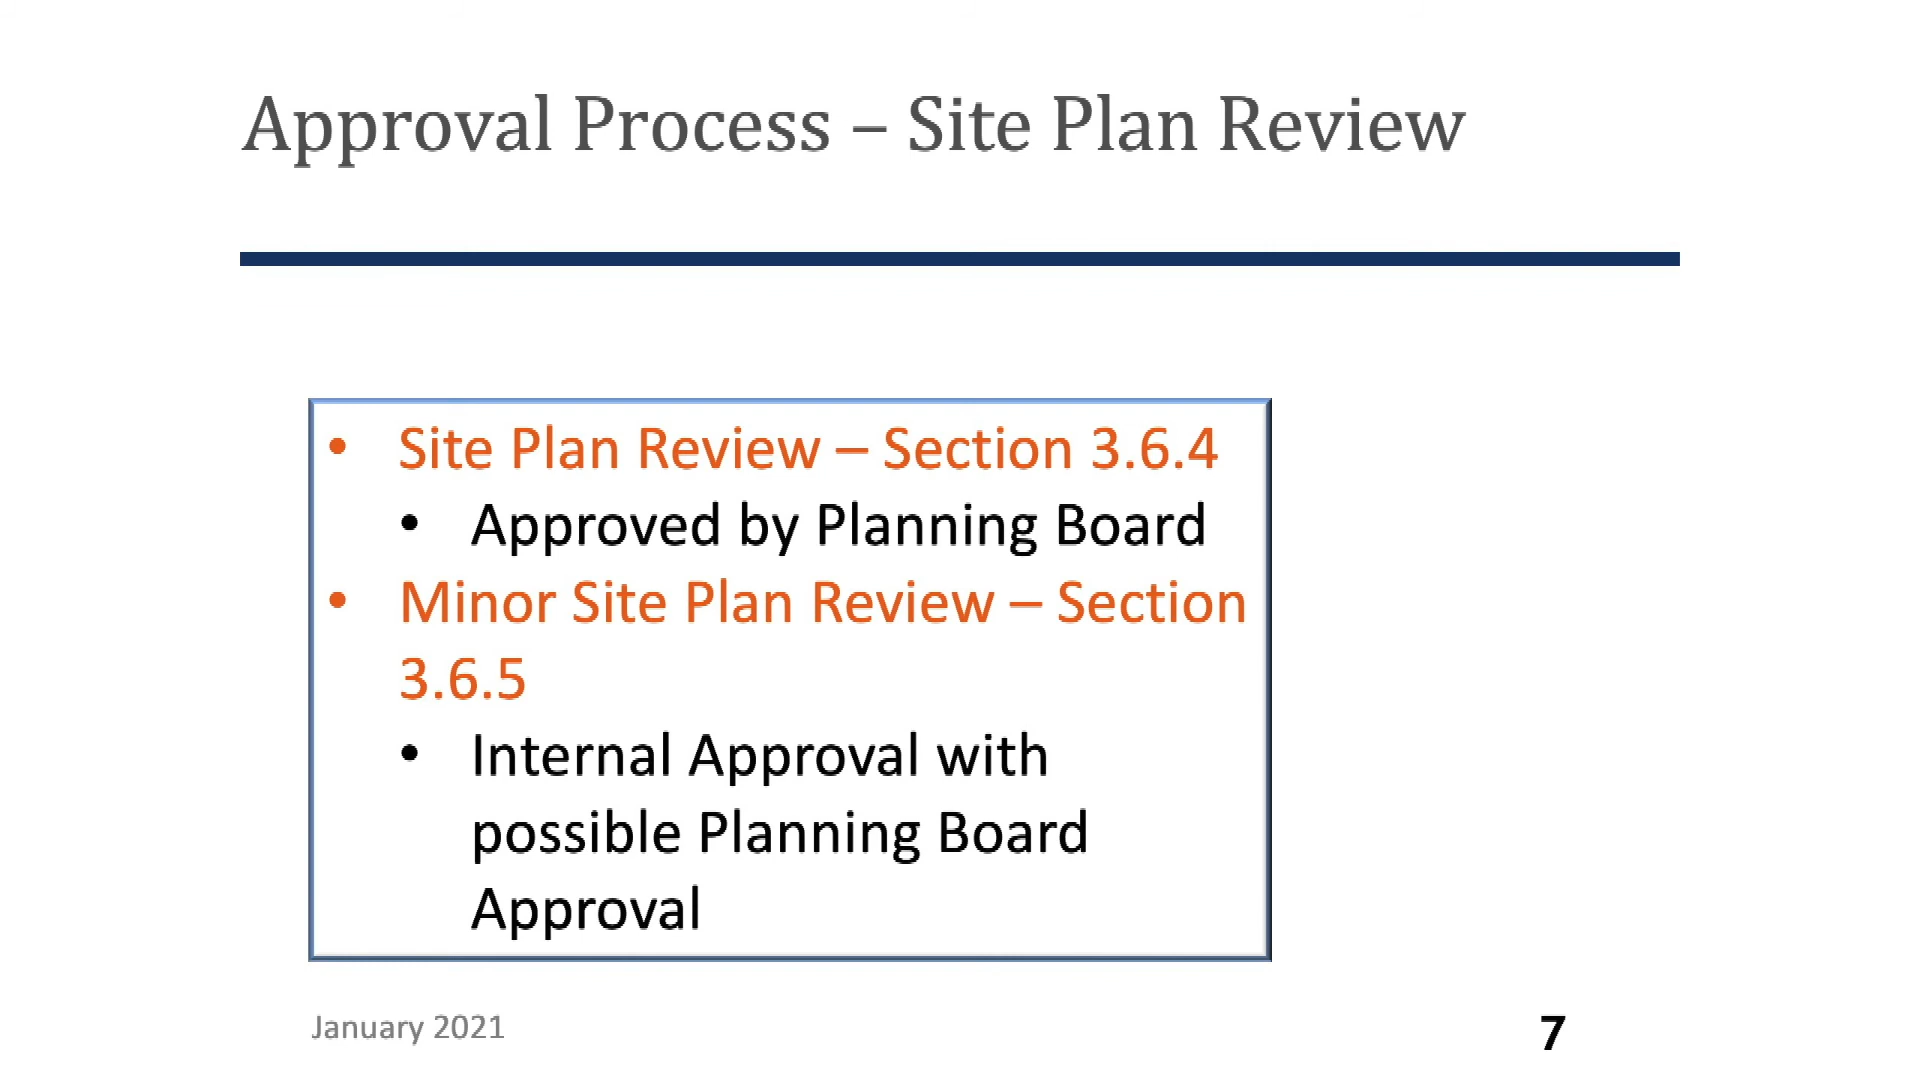 Approval Process – Site Plan Review
• Site Plan Review – Section 3.6.4
• Approved by Planning Board
• Minor Site Plan Review – Section
3.6.5
• Internal Approval with
possible Planning Board
Approval
January 2021
7